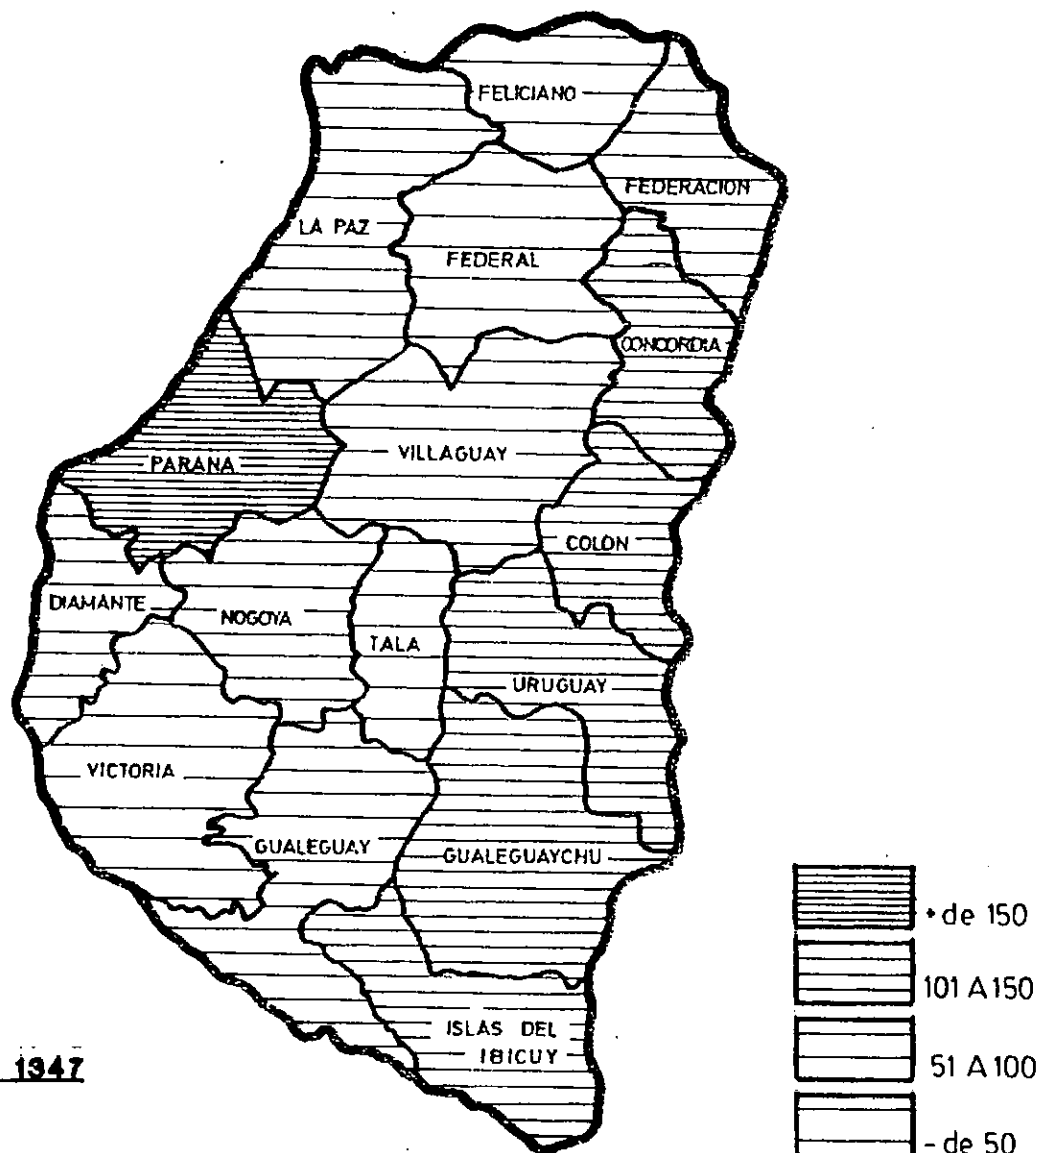 FELICIANO
FEDERACION
LA PAZ
FEDERAL
CONCORDIA
VILLAGUAY
PARANA
COLON
DIAMANTE
NOGOYA
TALA
URUGUAY
VICTORIA
GUALEGUAY
GUALEGUAYCHU
ISLAS DEL
IBICUY
1347
+ de 150
101 A 150
51 A 100
- de 50